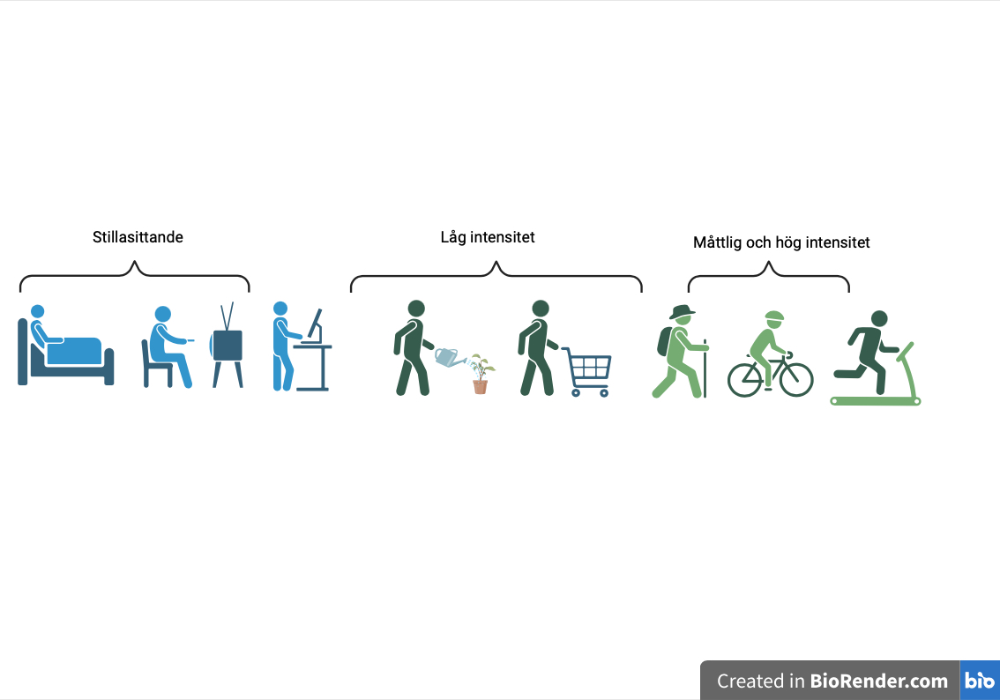 Stillasittande
Låg intensitet
Måttlig och hög intensitet
Created in BioRender.com
bio